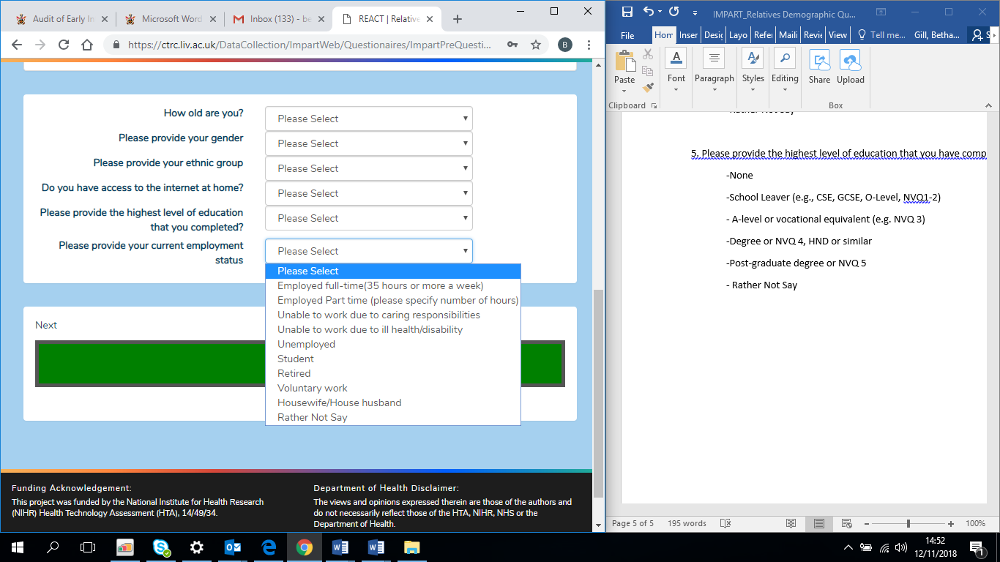 Audit of Early In
Microsoft Word
Inbox (133) - be
REACT | Relative
https://ctrc.liv.ac.uk/DataCollection/ImpartWeb/Questionaires/ImpartPreQuesti...
B
How old are you?
Please Select
Please provide your gender
Please Select
Please provide your ethnic group
Please Select
Do you have access to the internet at home?
Please Select
Please provide the highest level of education
that you completed?
Please Select
Please provide your current employment
status
Please Select
Please Select
Employed full-time(35 hours or more a week)
Employed Part time (please specify number of hours)
Unable to work due to caring responsibilities
Unable to work due to ill health/disability
Unemployed
Student
Retired
Voluntary work
Housewife/House husband
Rather Not Say
Next
Funding Acknowledgement:
This project was funded by the National Institute for Health Research
(NIHR) Health Technology Assessment (HTA), 14/49/34.
Department of Health Disclaimer:
The views and opinions expressed therein are those of the authors and
do not necessarily reflect those of the HTA, NIHR, NHS or the
Department of Health.
IMPART_Relatives Demographic Qu...
File Hom Inser Desig Layo Refer Maili Revie View Tell me... Gill, Betha... S
Paste
Font
Paragraph
Styles
Editing
Share
Upload
Clipboard
Box
5. Please provide the highest level of education that you have comp
-None
-School Leaver (e.g., CSE, GCSE, O-Level, NVQ1-2)
- A-level or vocational equivalent (e.g. NVQ 3)
-Degree or NVQ 4, HND or similar
-Post-graduate degree or NVQ 5
- Rather Not Say
Page 5 of 5 195 words
100%
14:52
12/11/2018
1